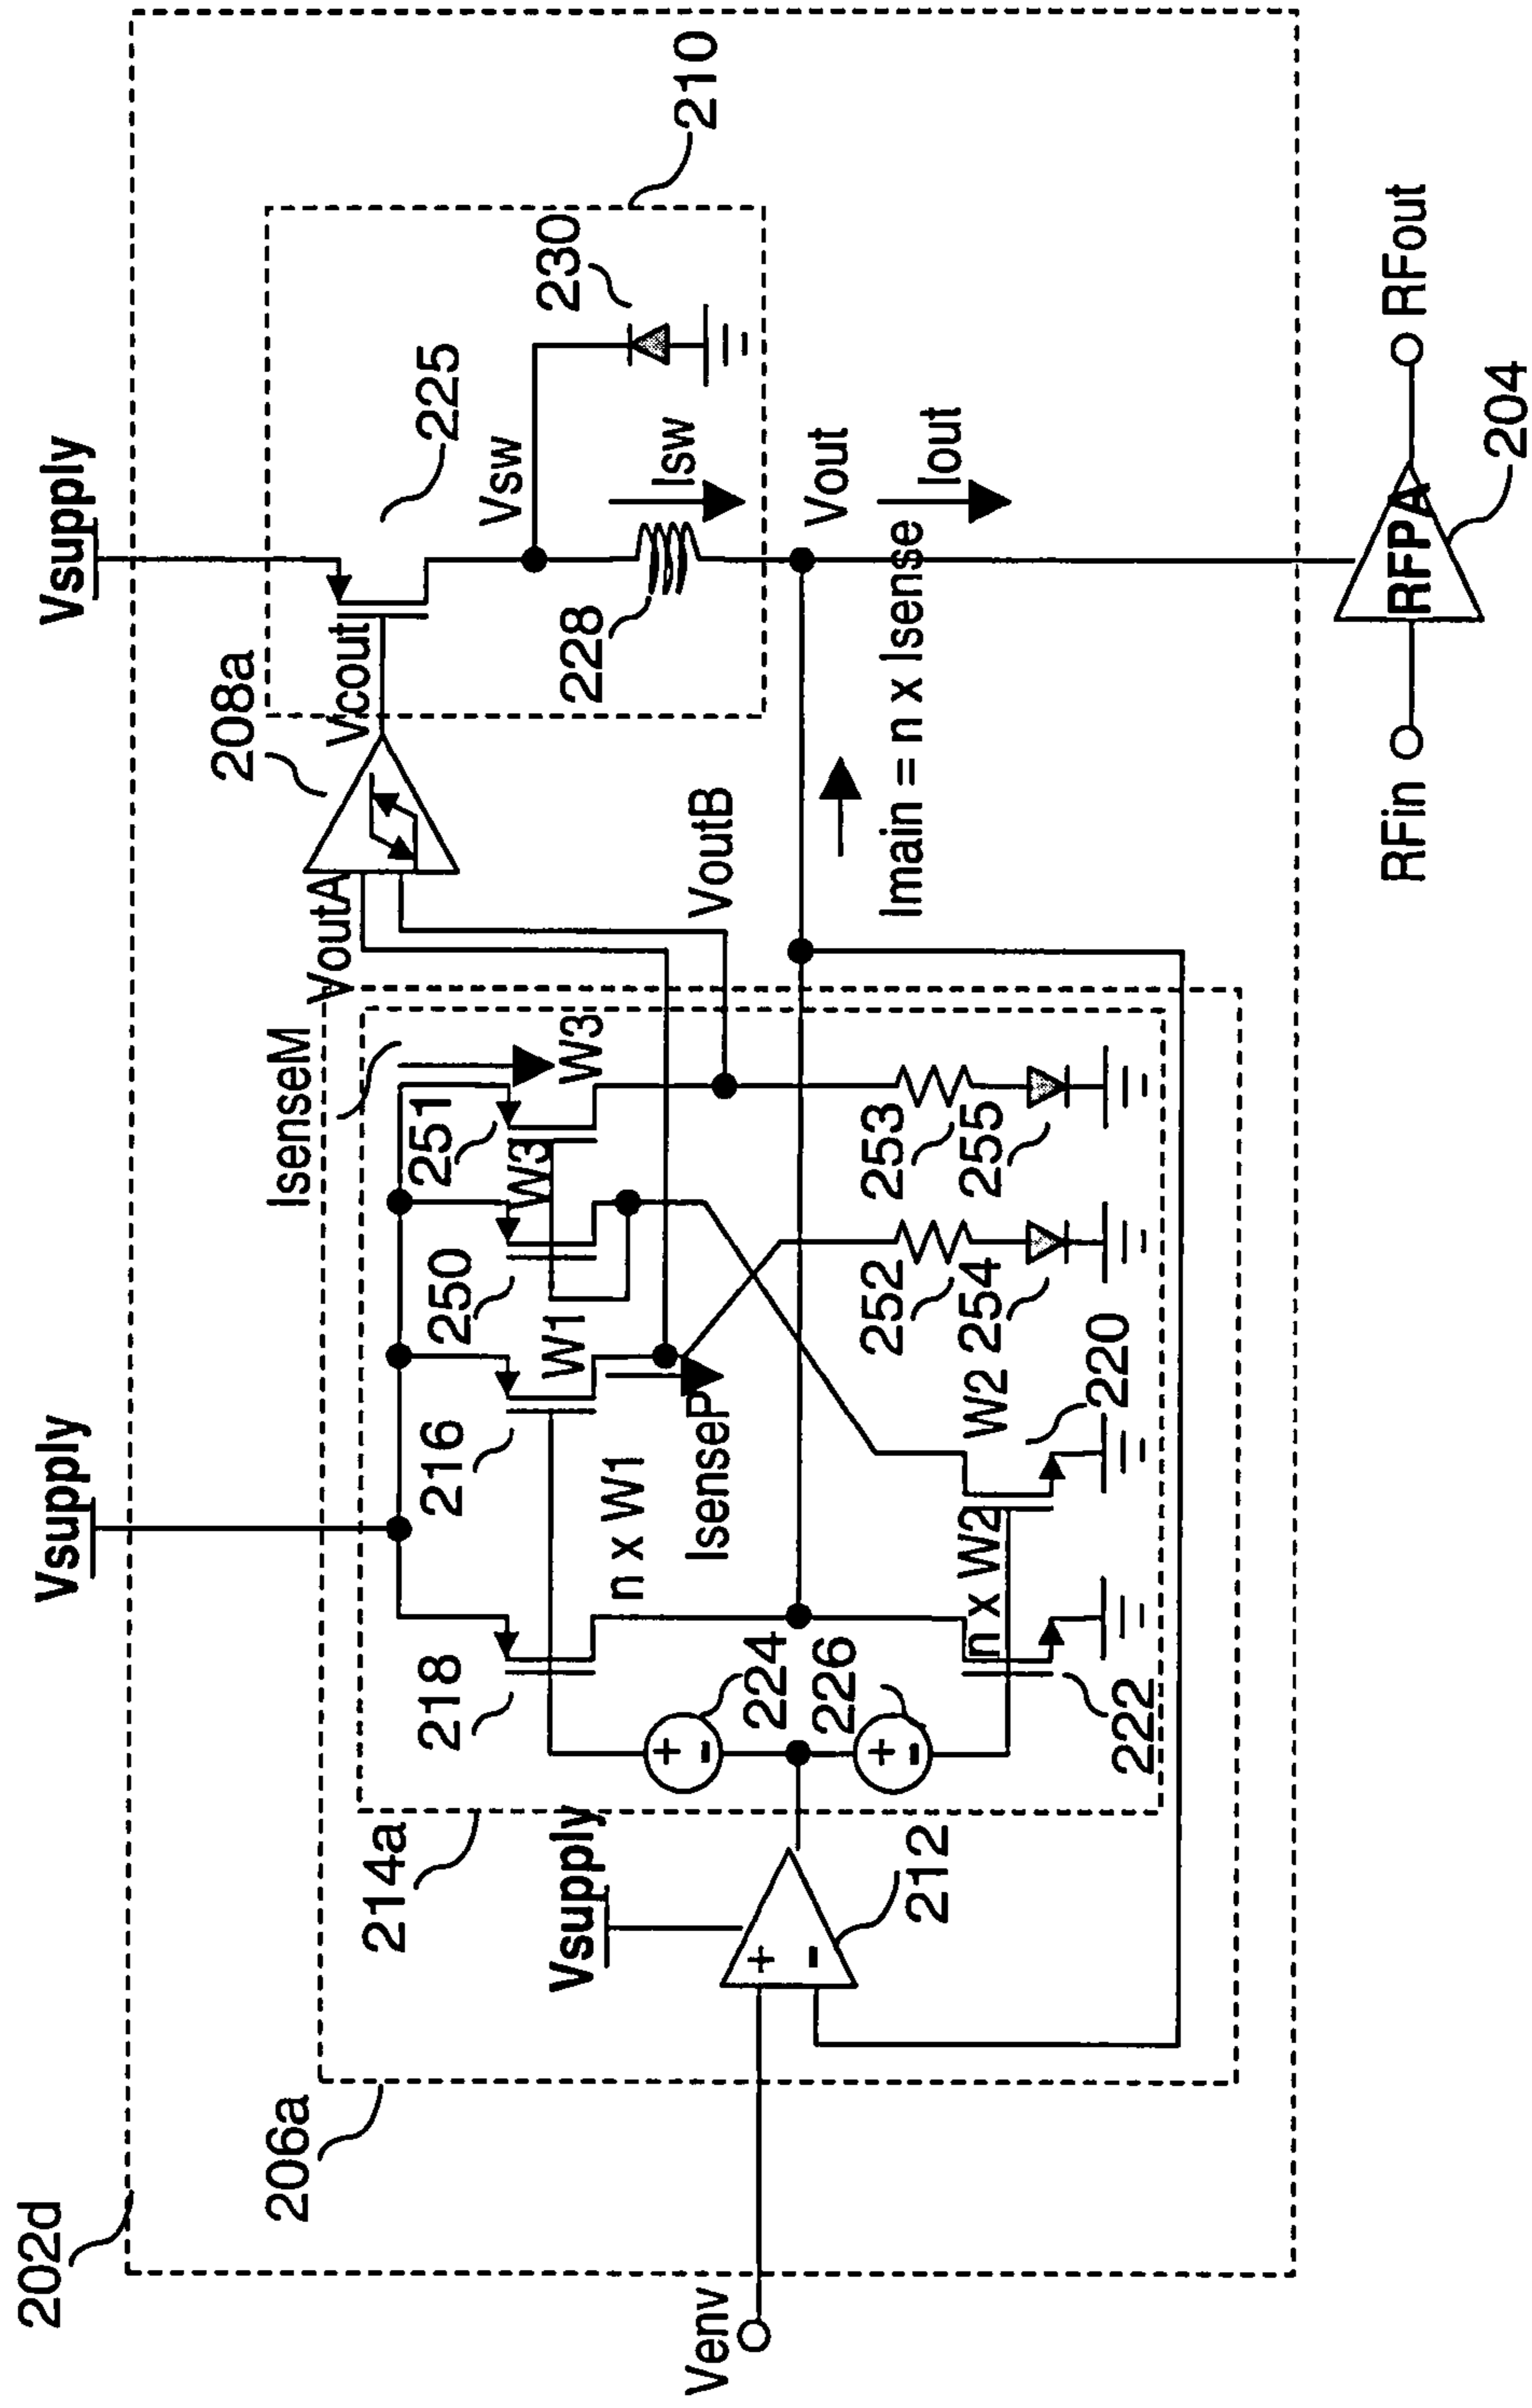 202d
Vsupply
Vsupply
206a
214a
218
216
W1
250
W3
251
W3
IsenseM
VoutA
208a
Vcout
225
Vsw
230
210
228
Isw
Vout
Iout
VoutB
Imain = n x Isense
n x W1
IsenseP
224
226
n x W2
222
W2
220
252
254
253
255
Vsupply
+
-
+
-
+
-
212
Venv
RFin
RFPA
RFout
204